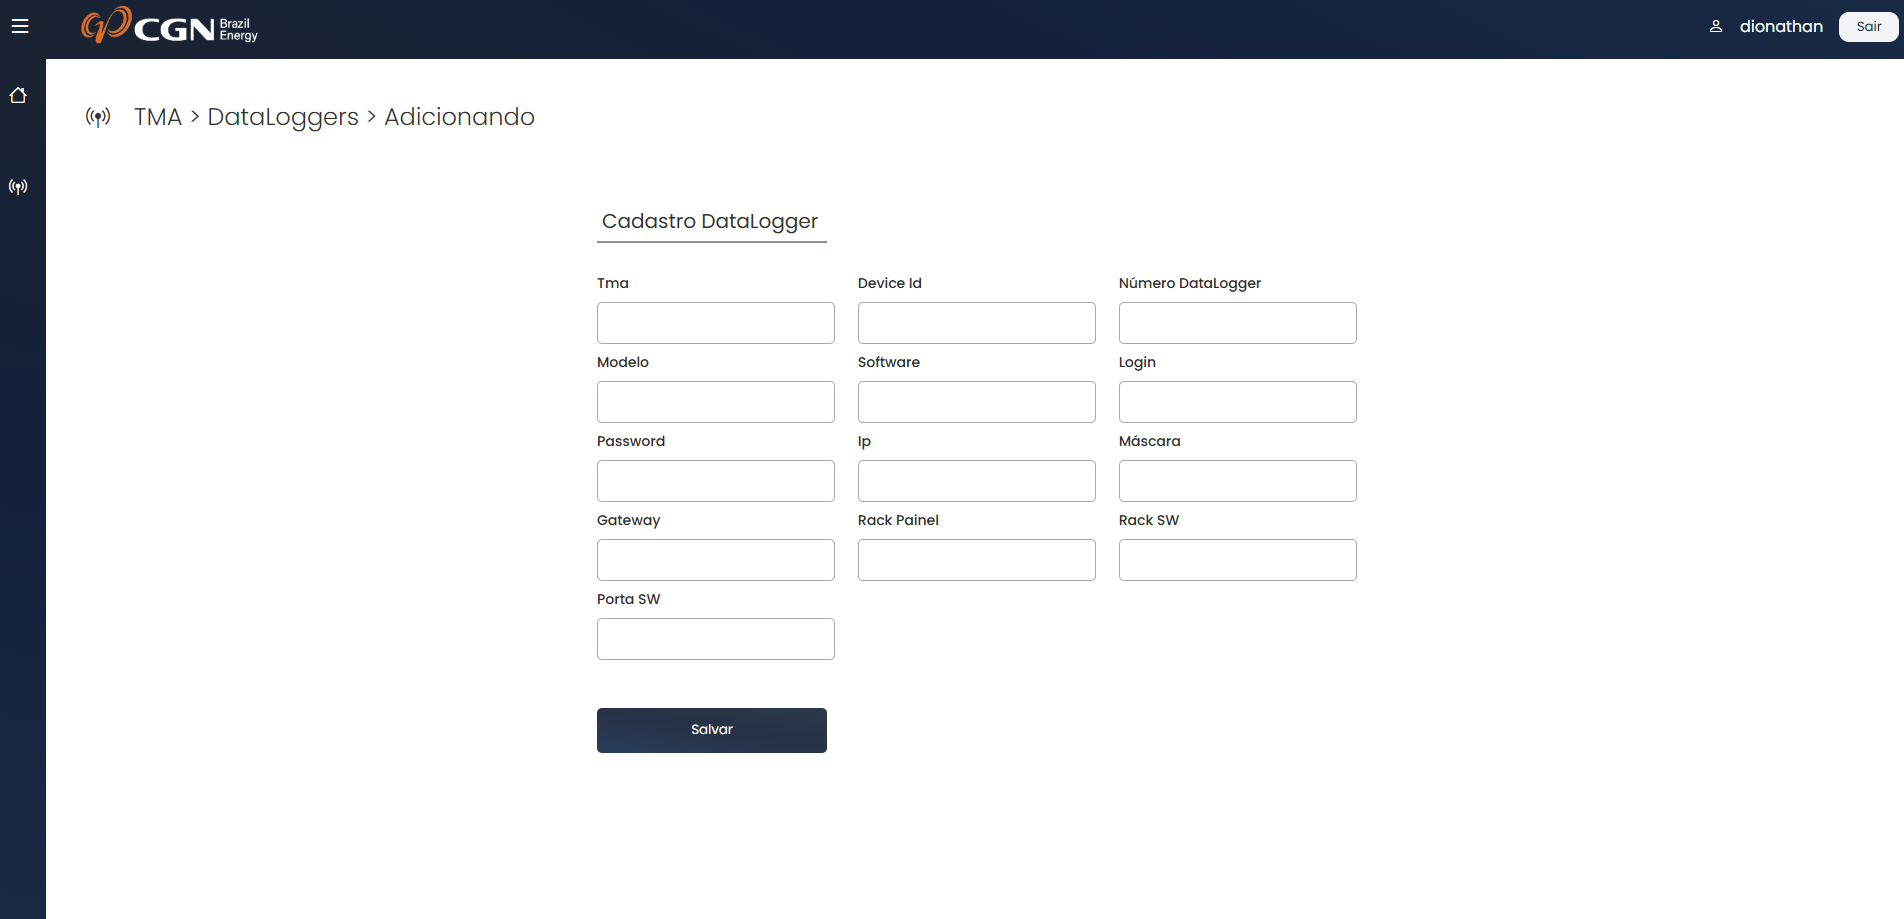 CGN Brazil Energy
dionathan
Sair
TMA > DataLoggers > Adicionando
Cadastro DataLogger
Tma
Device Id
Número DataLogger
Modelo
Software
Login
Password
Ip
Máscara
Gateway
Rack Painel
Rack SW
Porta SW
Salvar